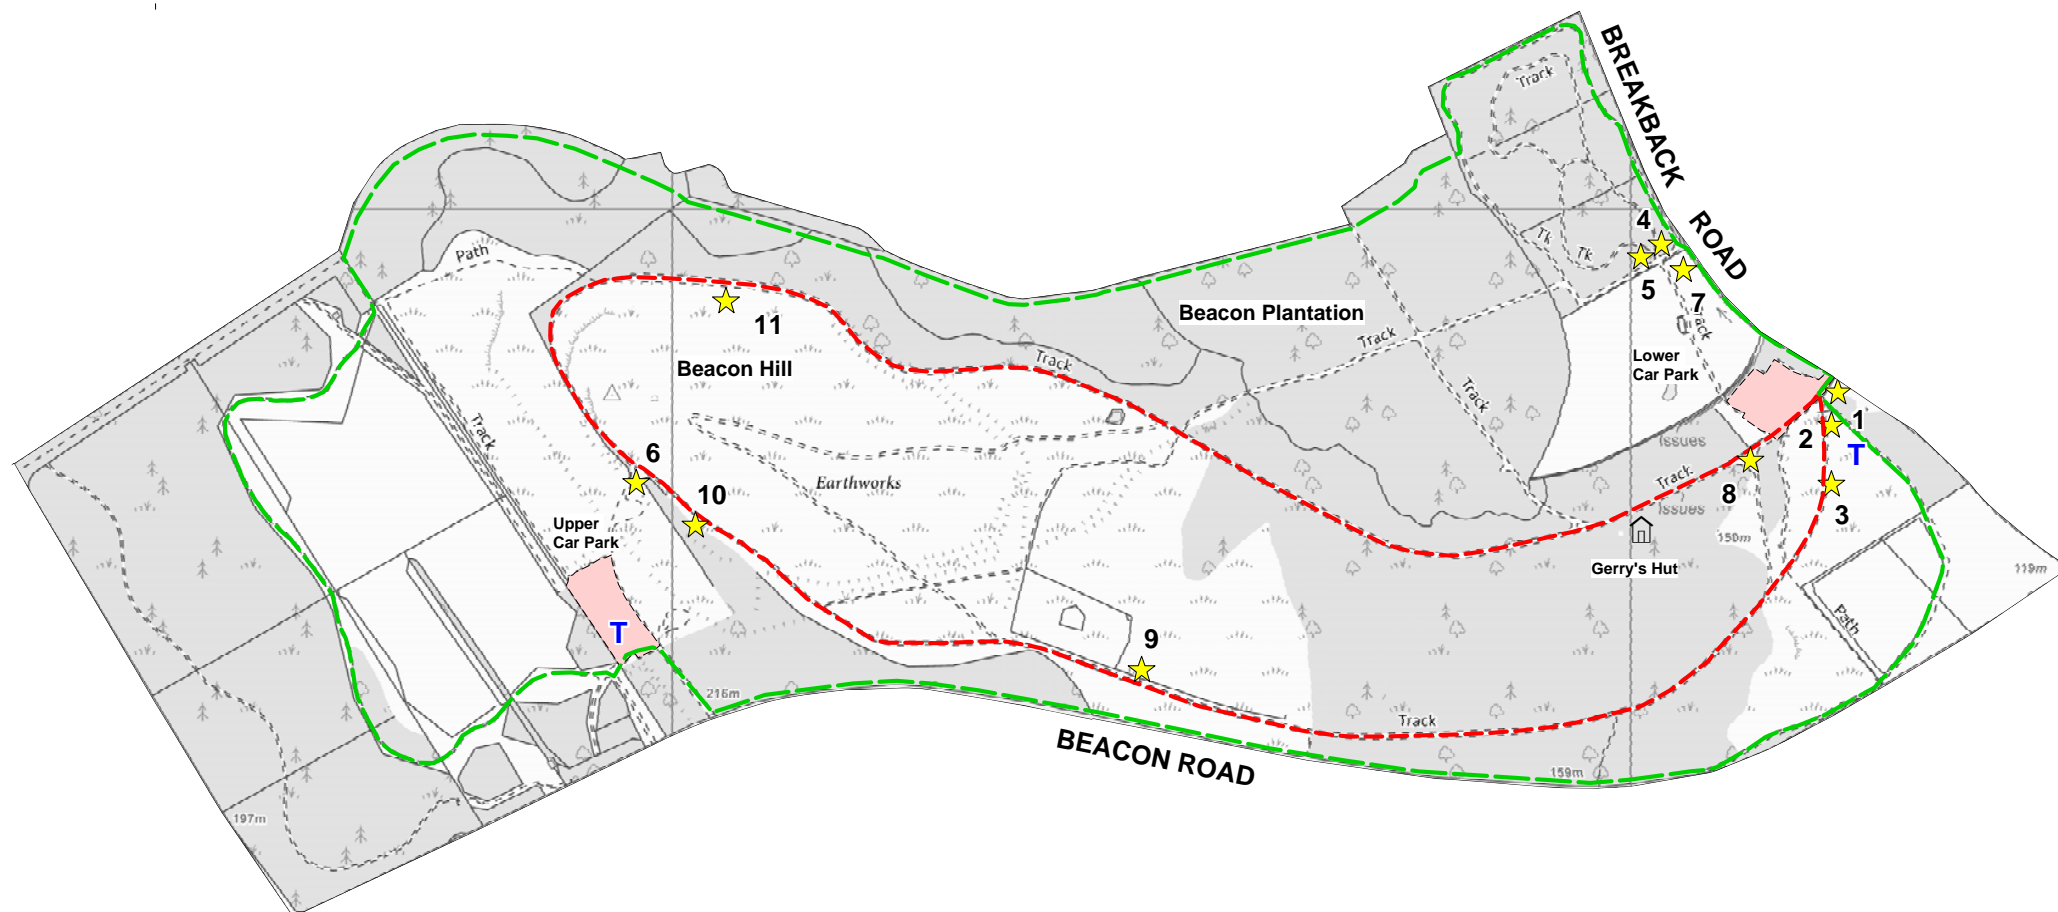 BREAKBACK
ROAD
Track
Path
4
Tk
Tk
5
7
Track
11
Beacon Plantation
Track
Beacon Hill
Track
Lower
Car Park
Track
1
2
Issues
T
Track
6
Earthworks
8
3
10
Issues
Track
Upper
Car Park
150m
Gerry's Hut
119m
Path
T
9
216m
Track
BEACON ROAD
159m
197m